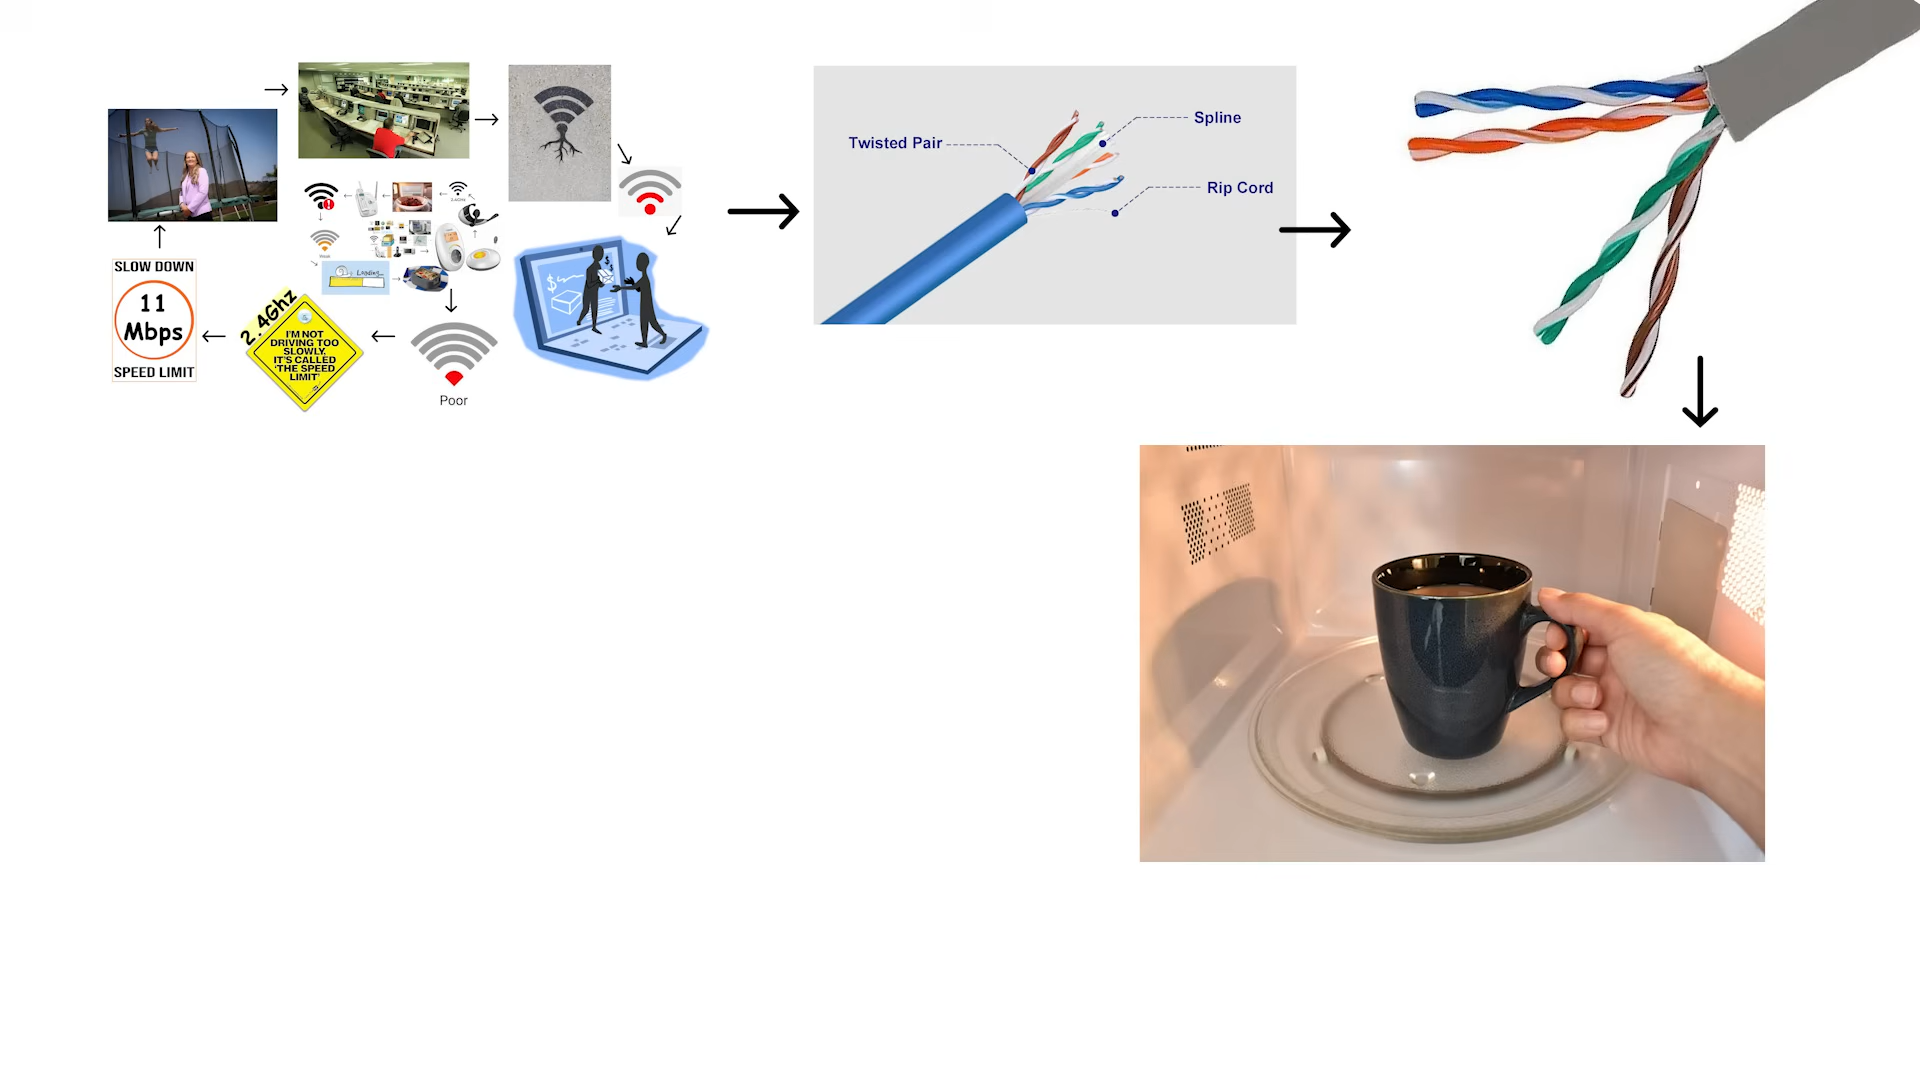 Twisted Pair
Spline
Rip Cord
SLOW DOWN
11
Mbps
SPEED LIMIT
2.4Ghz
I'M NOT
DRIVING TOO
SLOWLY,
IT'S CALLED
'THE SPEED
LIMIT'
Loading...
Poor